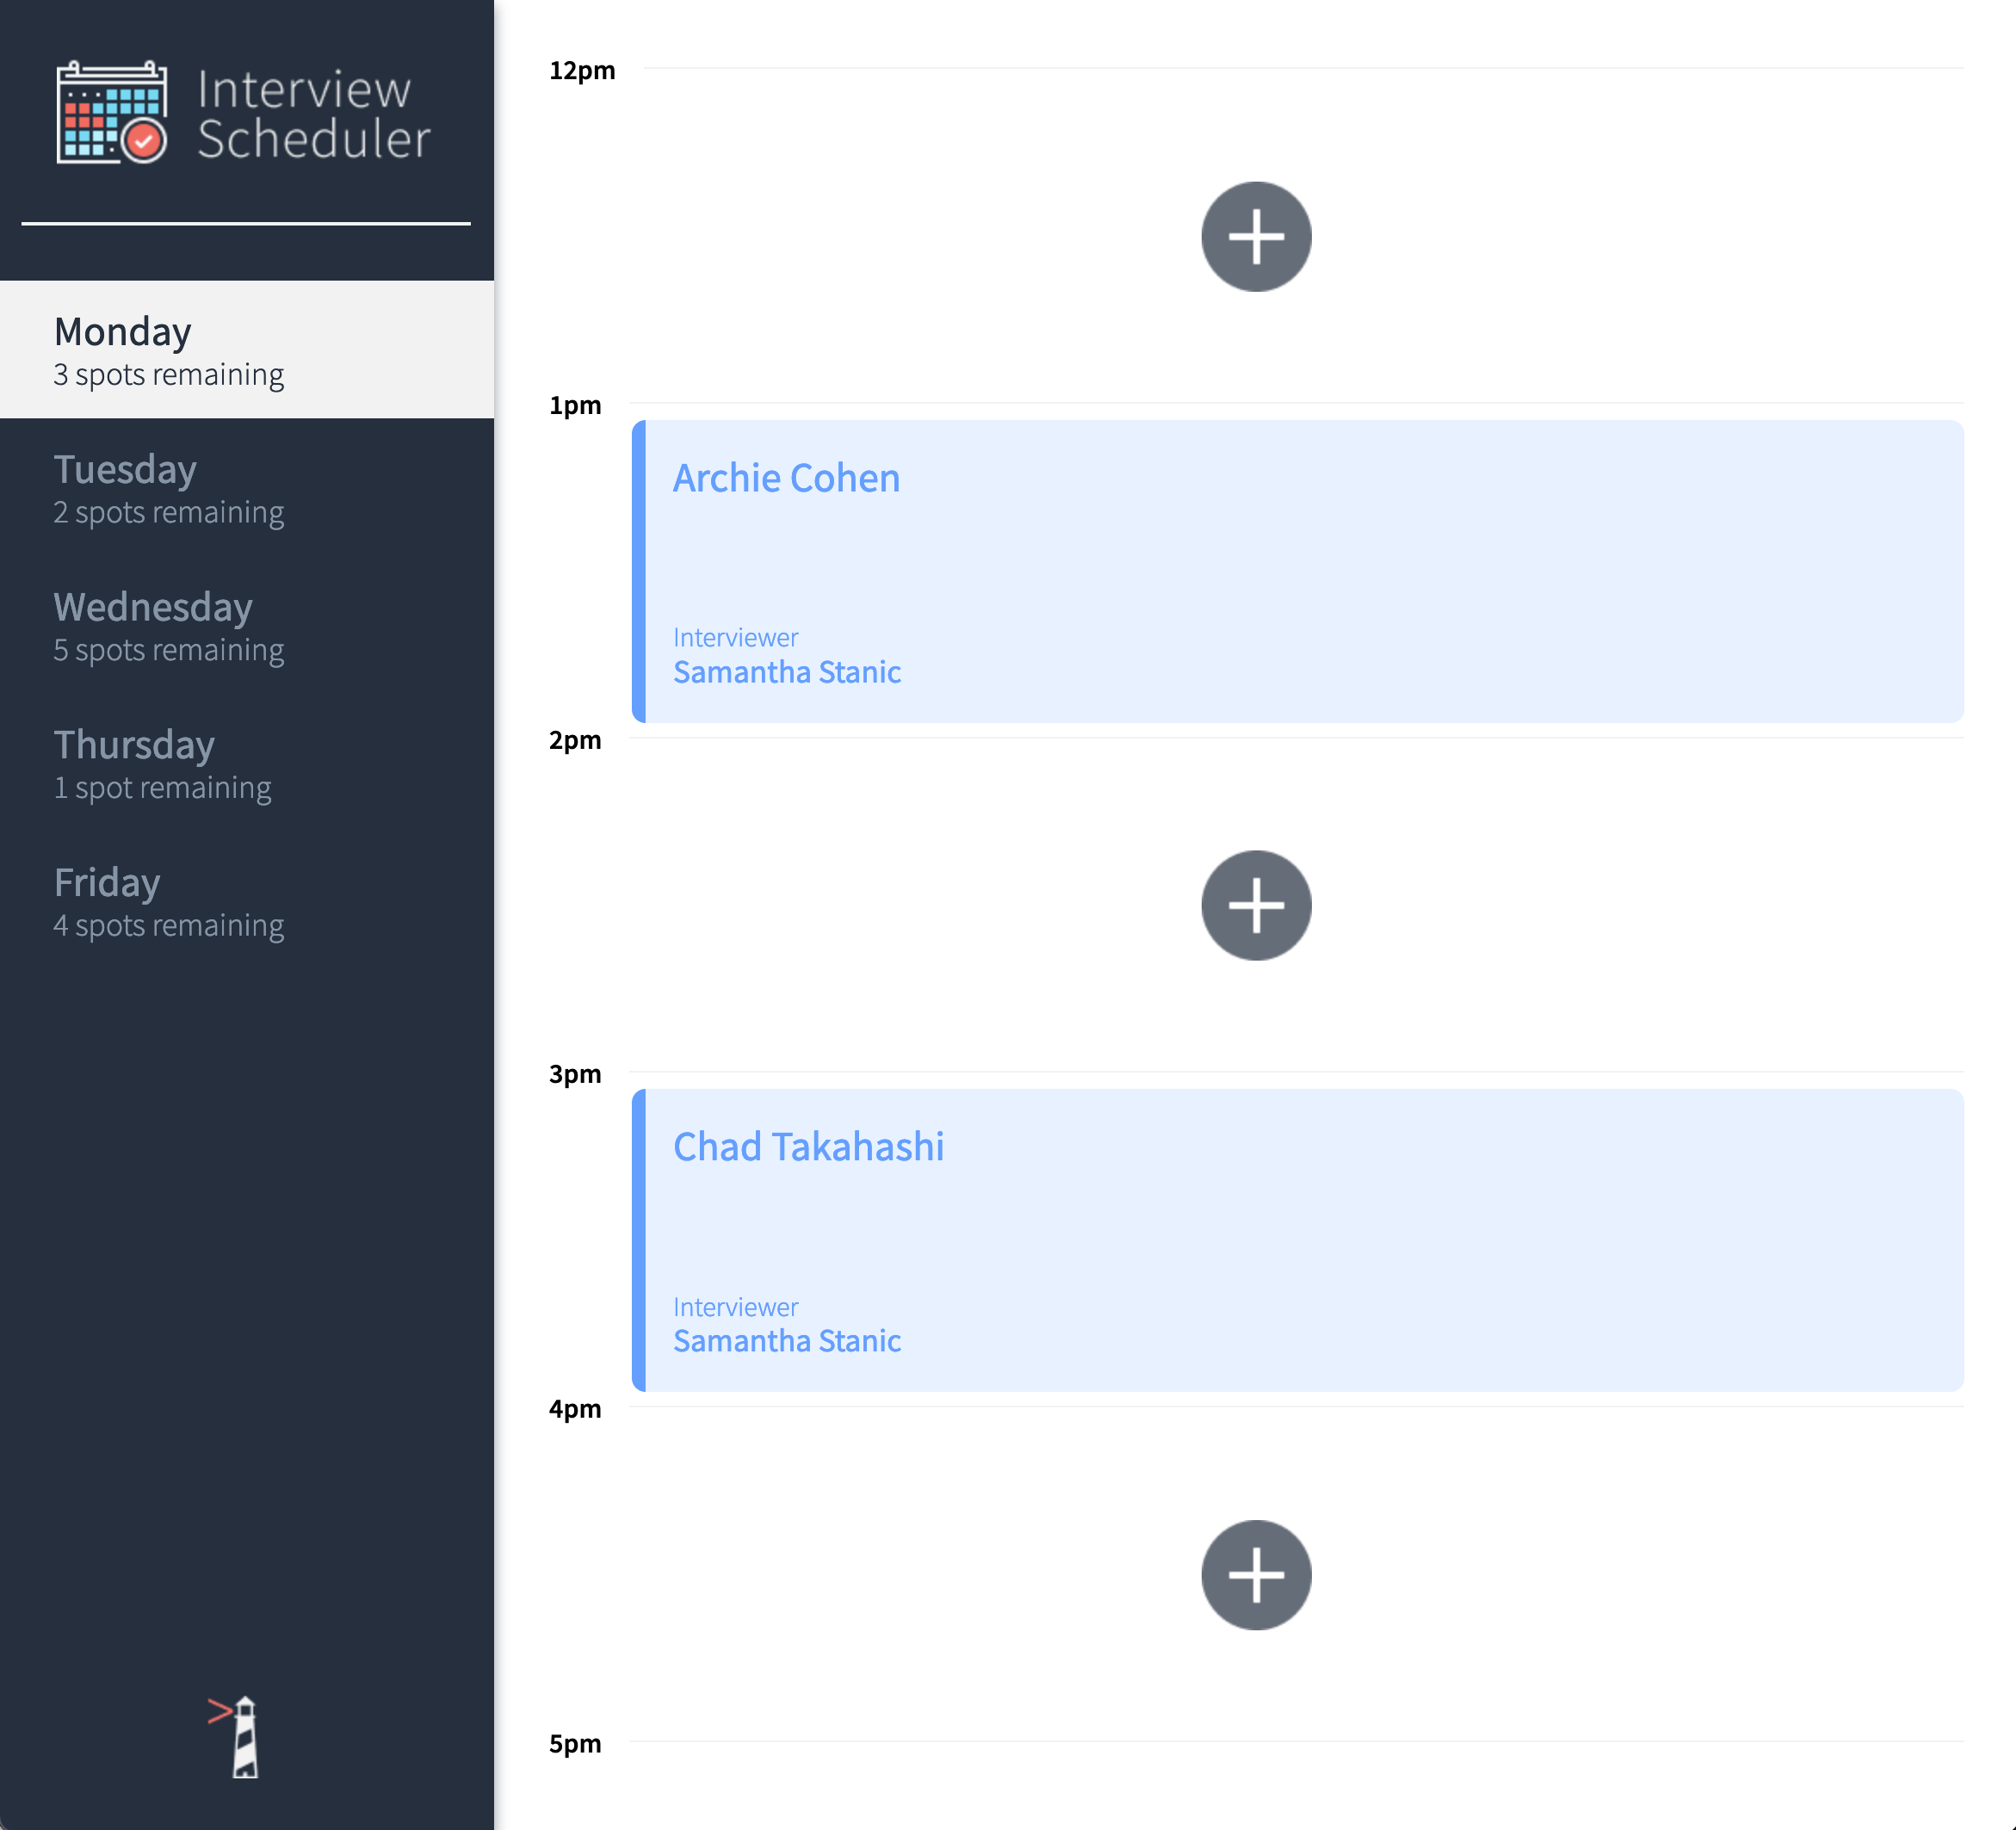 Interview
Scheduler
Monday
3 spots remaining
Tuesday
2 spots remaining
Wednesday
5 spots remaining
Thursday
1 spot remaining
Friday
4 spots remaining
12pm
1pm
Archie Cohen
Interviewer
Samantha Stanic
2pm
3pm
Chad Takahashi
Interviewer
Samantha Stanic
4pm
5pm